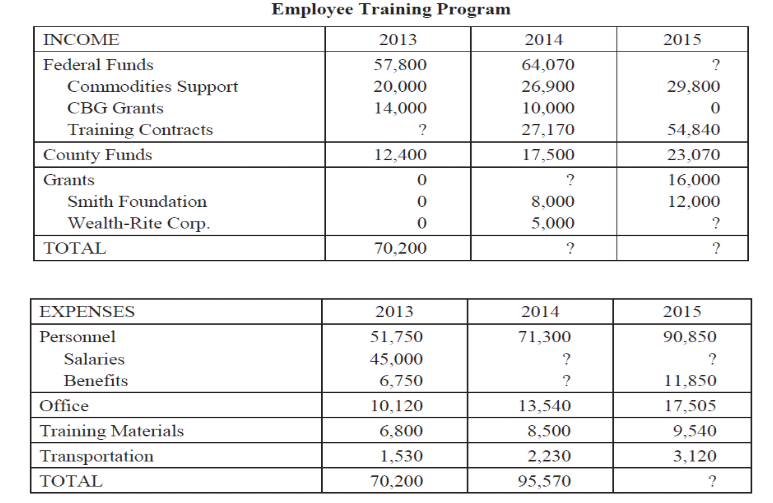 Employee Training Program
INCOME 2013 2014 2015
Federal Funds 57,800 64,070 ?
Commodities Support 20,000 26,900 29,800
CBG Grants 14,000 10,000 0
Training Contracts ? 27,170 54,840
County Funds 12,400 17,500 23,070
Grants 0 ? 16,000
Smith Foundation 0 8,000 12,000
Wealth-Rite Corp. 0 5,000 ?
TOTAL 70,200 ? ?
EXPENSES 2013 2014 2015
Personnel 51,750 71,300 90,850
Salaries 45,000 ? ?
Benefits 6,750 ? 11,850
Office 10,120 13,540 17,505
Training Materials 6,800 8,500 9,540
Transportation 1,530 2,230 3,120
TOTAL 70,200 95,570 ?